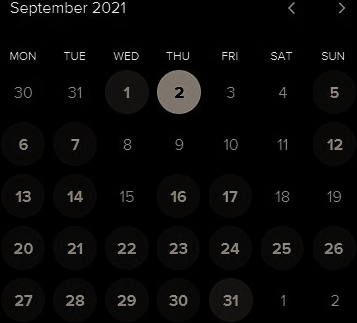 September 2021
MON TUE WED THU FRI SAT SUN
30 31 1 2 3 4 5
6 7 8 9 10 11 12
13 14 15 16 17 18 19
20 21 22 23 24 25 26
27 28 29 30 31 1 2